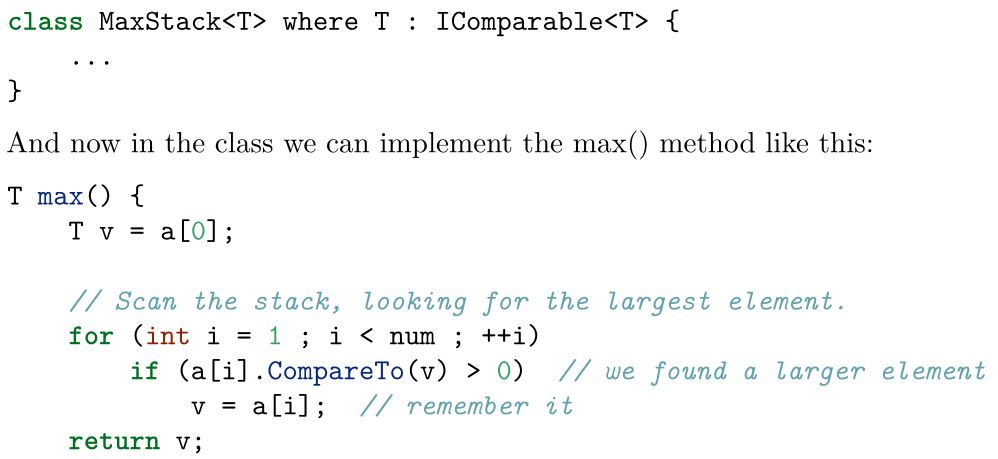 class MaxStack<T> where T : IComparable<T> {
    ...
}
And now in the class we can implement the max() method like this:
T max() {
    T v = a[0];

    // Scan the stack, looking for the largest element.
    for (int i = 1 ; i < num ; ++i)
        if (a[i].CompareTo(v) > 0)  // we found a larger element
            v = a[i];  // remember it
    return v;